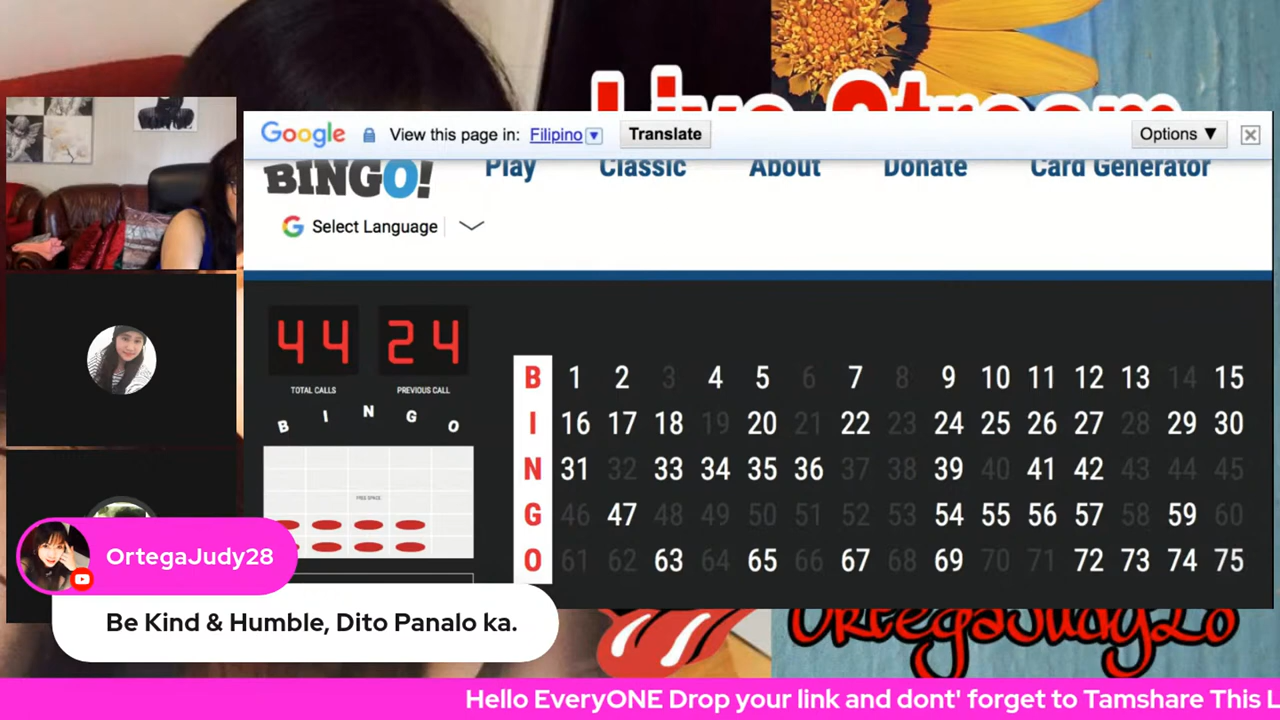 Live Stream
Google View this page in: Filipino Translate Options
BINGO! Play Classic About Donate Card Generator
Select Language
44 24
TOTAL CALLS PREVIOUS CALL
B I N G O
FREE SPACE
B 1 2 3 4 5 6 7 8 9 10 11 12 13 14 15
I 16 17 18 19 20 21 22 23 24 25 26 27 28 29 30
N 31 32 33 34 35 36 37 38 39 40 41 42 43 44 45
G 46 47 48 49 50 51 52 53 54 55 56 57 58 59 60
O 61 62 63 64 65 66 67 68 69 70 71 72 73 74 75
OrtegaJudy28
Be Kind & Humble, Dito Panalo ka.
OrtegaJudy28
Hello EveryONE Drop your link and dont' forget to Tamshare This L